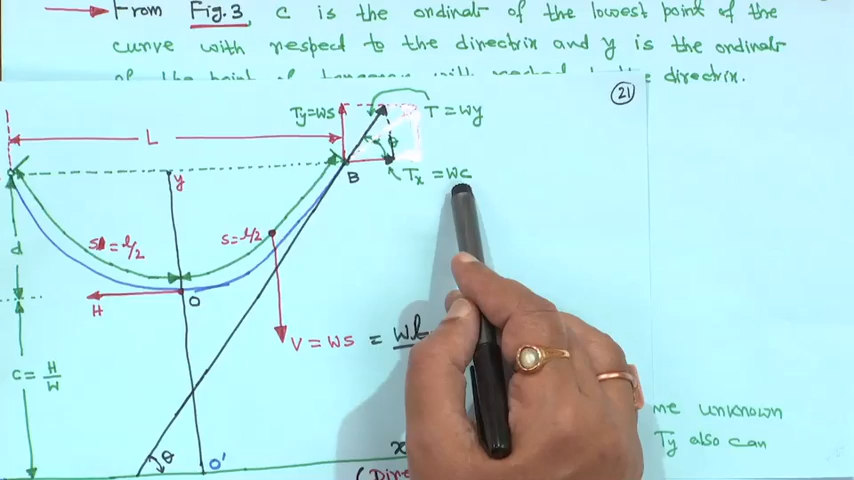 From Fig.3, C is the ordinate of the lowest point of the
curve with respect to the directrix and y is the ordinate
directrix.
21
Ty=WS
T = Wy
L
θ
y
B
Tx = WC
d
S = l/2
S=l/2
O
H
V = WS =
C = H/W
me unknown
θ
O'
x
Ty also can
(Dire